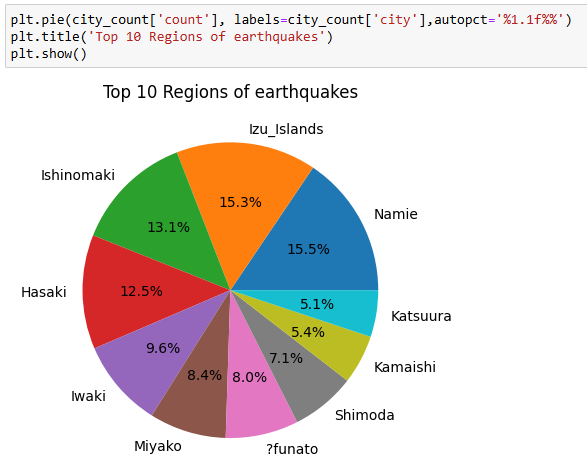 plt.pie(city_count['count'], labels=city_count['city'],autopct='%1.1f%%')
plt.title('Top 10 Regions of earthquakes')
plt.show()
Top 10 Regions of earthquakes
Izu_Islands
Ishinomaki
15.3%
Namie
13.1%
15.5%
Hasaki
12.5%
5.1%
Katsuura
5.4%
9.6%
7.1%
Kamaishi
8.4%
8.0%
Iwaki
Shimoda
Miyako
?funato